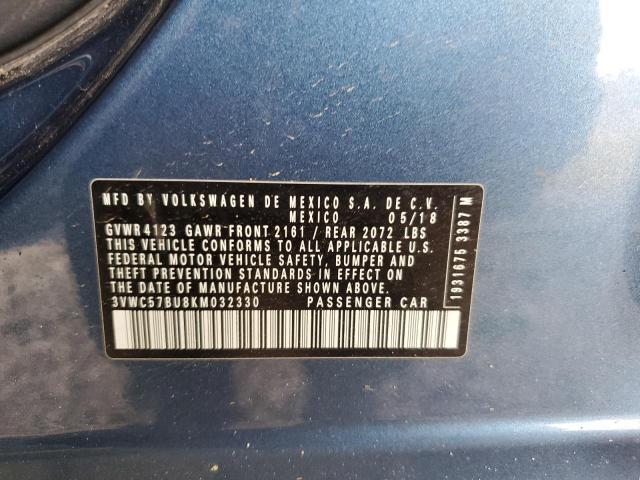 MFD BY VOLKSWAGEN DE MEXICO S.A. DE C.V.
MEXICO 05/18
GVWR 4123 GAWR FRONT 2161 / REAR 2072 LBS
THIS VEHICLE CONFORMS TO ALL APPLICABLE U.S.
FEDERAL MOTOR VEHICLE SAFETY, BUMPER AND
THEFT PREVENTION STANDARDS IN EFFECT ON
THE DATE OF MANUFACTURE SHOWN ABOVE
3VWC57BU8KM032330 PASSENGER CAR
1931675 3387 M